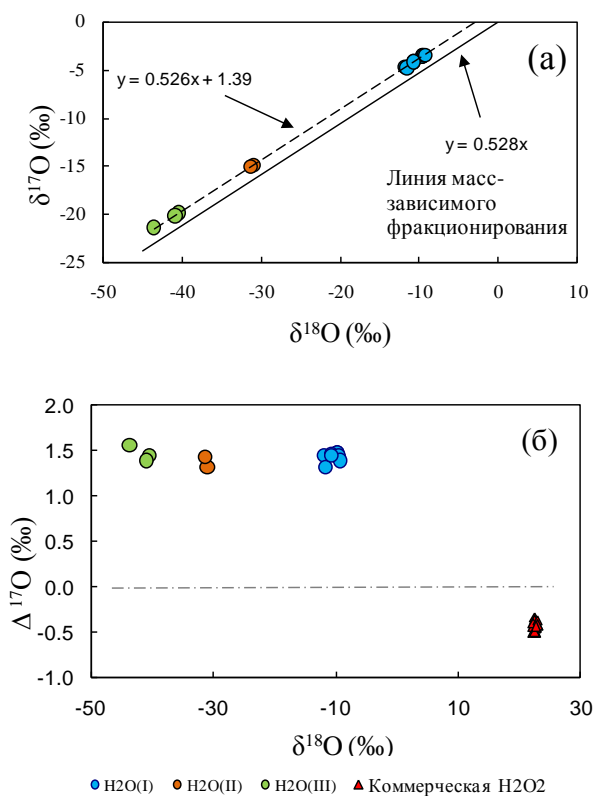 0
-5
-10
-15
-20
-25
-50 -40 -30 -20 -10 0 10
δ17O (‰)
δ18O (‰)
(a)
y = 0.526x + 1.39
y = 0.528x
Линия масс-
зависимого
фракционирования
2.0
1.5
1.0
0.5
0.0
-0.5
-1.0
-50 -30 -10 10 30
Δ 17O (‰)
δ18O (‰)
(б)
H2O(I) H2O(II) H2O(III) Коммерческая H2O2